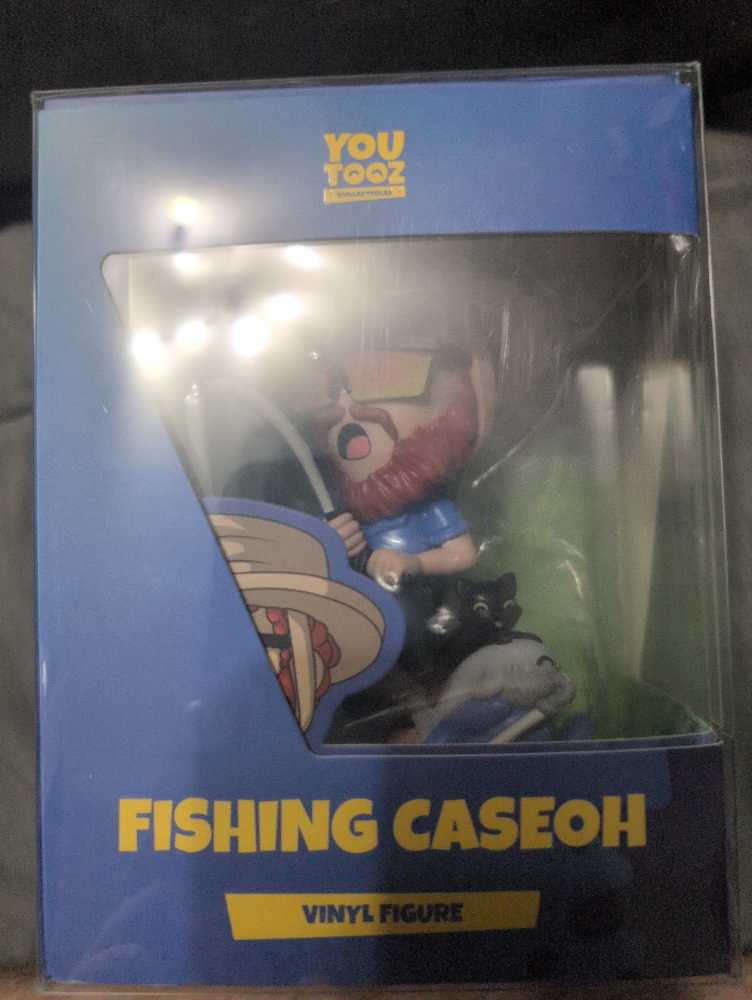 YOU
TOOZ
COLLECTIBLES
FISHING CASEOH
VINYL FIGURE